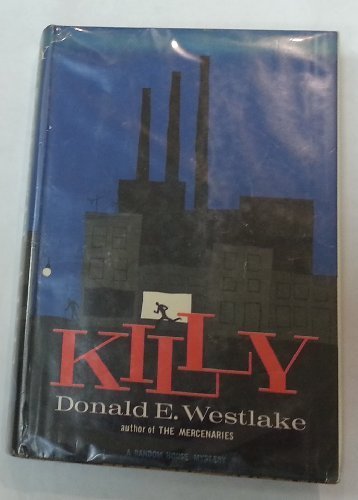 KILLY
Donald E. Westlake
author of THE MERCENARIES
A RANDOM HOUSE MYSTERY